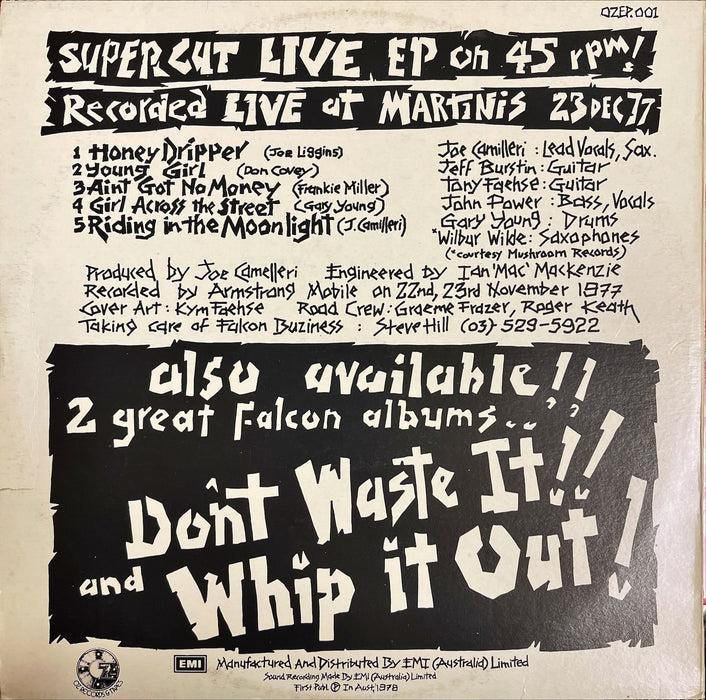 OZEP.001
SUPERCUT LIVE EP on 45 rpm!
Recorded LIVE at MARTINIS 23 DEC 77
1 Honey Dripper (Joe Liggins)
2 Young Girl (Don Covey)
3 Aint Got No Money (Frankie Miller)
4 Girl Across the Street (Gary Young)
5 Riding in the Moonlight (J. Camilleri)
Joe Camilleri : Lead Vocals, Sax.
Jeff Burstin : Guitar
Tony Faehse : Guitar
John Power : Bass, Vocals
Gary Young : Drums
*Wilbur Wilde : Saxophones
(*courtesy Mushroom Records)
Produced by Joe Camelleri Engineered by Ian 'Mac' Mackenzie
Recorded by Armstrong Mobile on 22nd, 23rd November 1977
Cover Art : Kym Faehse Road Crew : Graeme Frazer, Roger Keath
Taking care of Falcon Buziness : Steve Hill (03) 529-5922
also available!!
2 great Falcon albums...
Don't Waste It!!
and Whip it Out!
OZ RECORDS & TAPES
EMI Manufactured and Distributed By EMI (Australia) Limited
Sound Recording Made By EMI (Australia) Limited
First Publ. ℗ In Aust. 1978